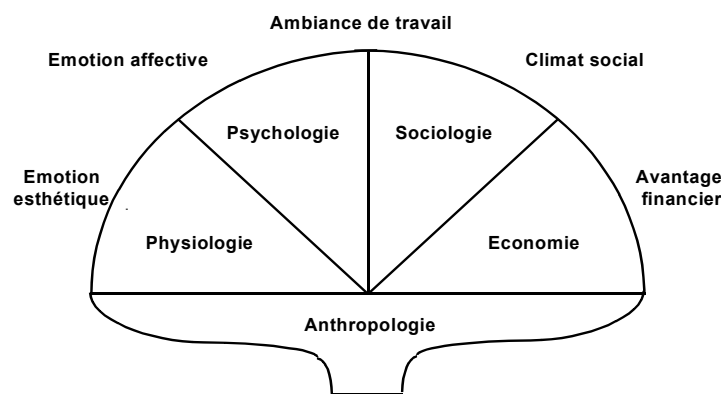 Ambiance de travail
Emotion affective
Climat social
Psychologie
Sociologie
Emotion
esthétique
Avantage
financier
Physiologie
Economie
Anthropologie